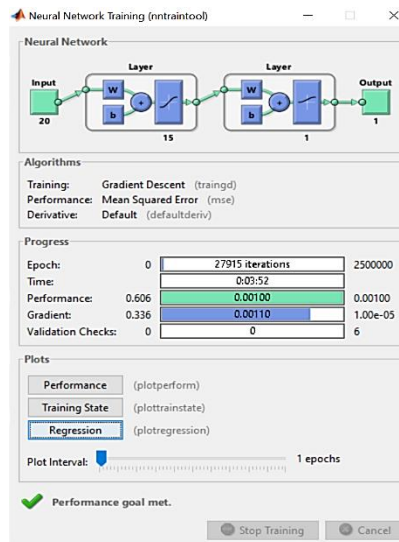 Neural Network Training (nntraintool)
Neural Network
Layer Layer
Input Output
W W
b b
20 1
15 1
Algorithms
Training: Gradient Descent (traingd)
Performance: Mean Squared Error (mse)
Derivative: Default (defaultderiv)
Progress
Epoch: 0 27915 iterations 2500000
Time: 0:03:52
Performance: 0.606 0.00100 0.00100
Gradient: 0.336 0.00110 1.00e-05
Validation Checks: 0 0 6
Plots
Performance (plotperform)
Training State (plottrainstate)
Regression (plotregression)
Plot Interval: 1 epochs
Performance goal met.
Stop Training Cancel